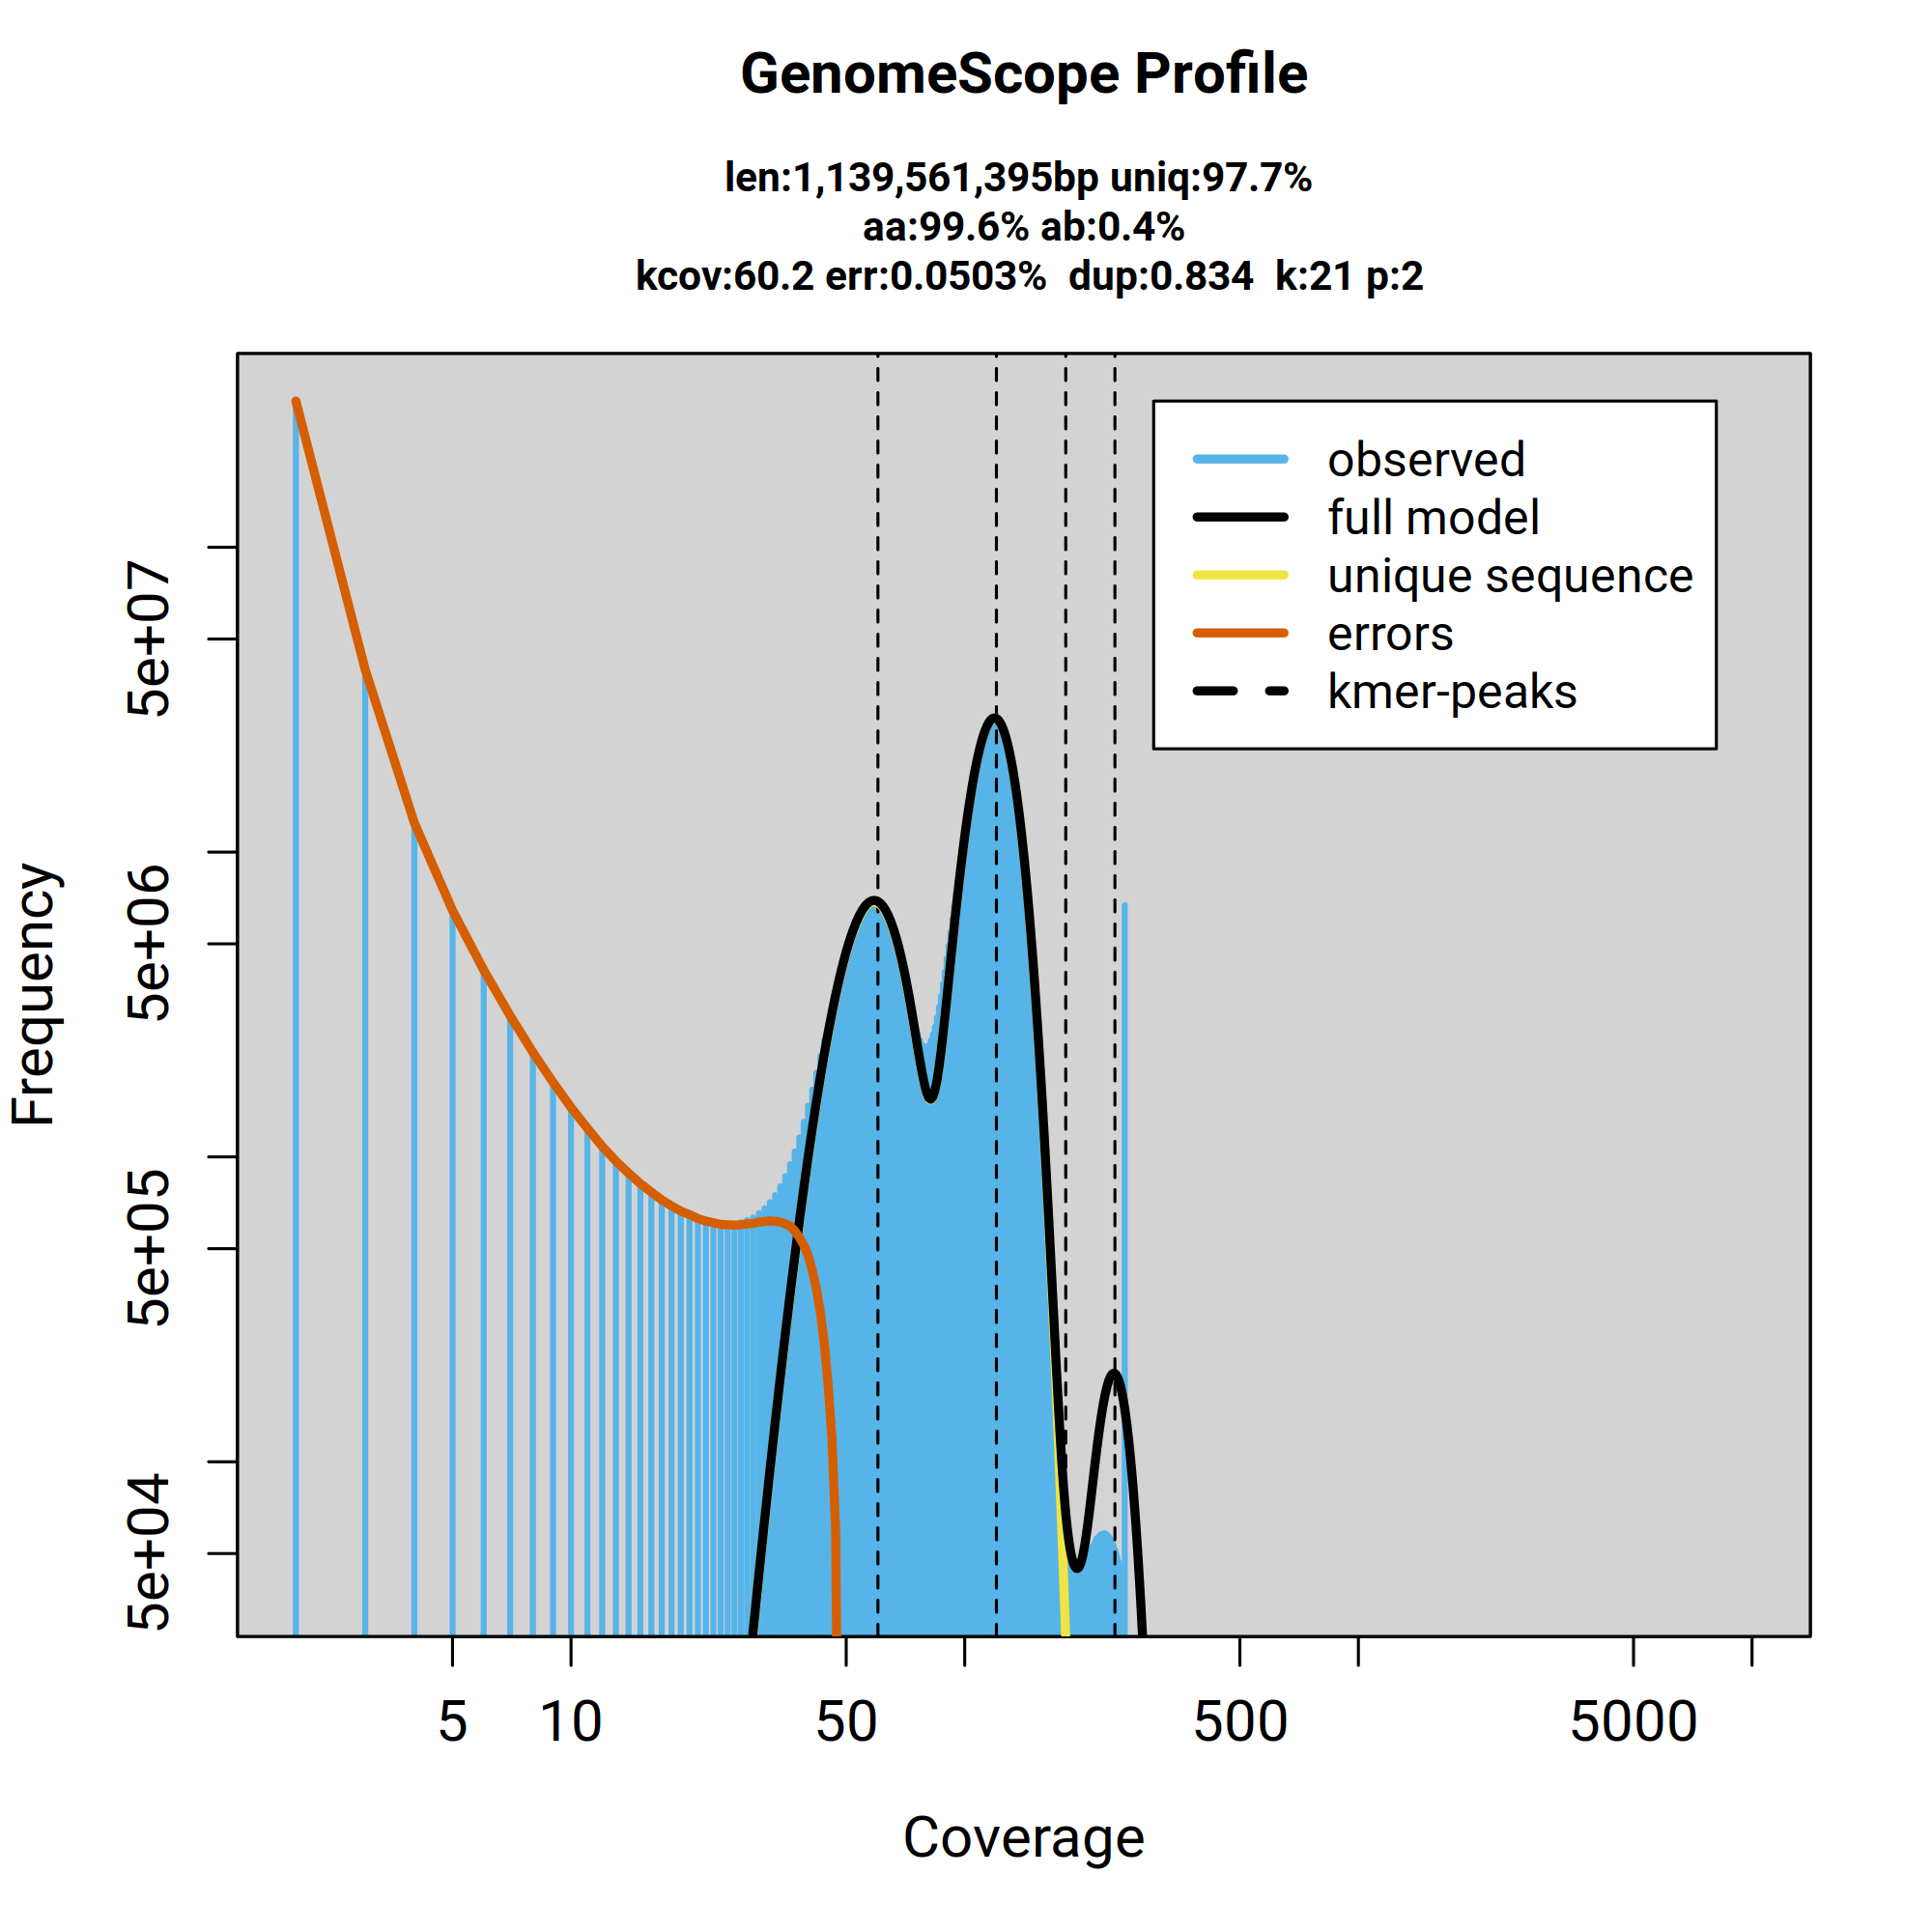 GenomeScope Profile
len:1,139,561,395bp uniq:97.7%
aa:99.6% ab:0.4%
kcov:60.2 err:0.0503% dup:0.834 k:21 p:2
observed
full model
unique sequence
errors
kmer-peaks
Frequency
5e+07
5e+06
5e+05
5e+04
5 10 50 500 5000
Coverage